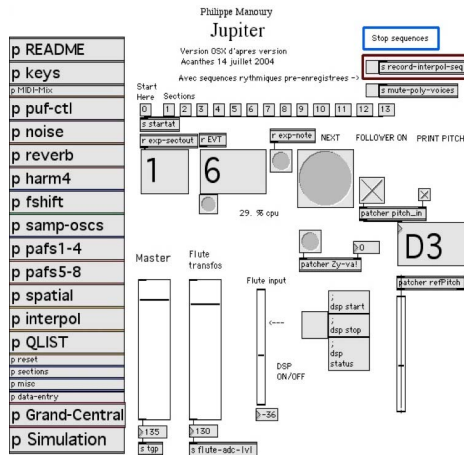 Philippe Manoury
Jupiter
Version OSX d'apres version
Acanthes 14 juillet 2004
Avec sequences rythmiques pre-enregistrees ->
Stop sequences
s record-interpol-seq
s mute-poly-voices
p README
p keys
p MIDI-Mix
p puf-ctl
p noise
p reverb
p harm4
p fshift
p samp-oscs
p pafs1-4
p pafs5-8
p spatial
p interpol
p QLIST
p reset
p sections
p misc
p data-entry
p Grand-Central
p Simulation
Start
Here
Sections
0 1 2 3 4 5 6 7 8 9 10 11 12 13
s startat
r exp-sectout
r EVT
r exp-note
NEXT
FOLLOWER ON
PRINT PITCH
1
6
29. % cpu
patcher pitch_in
D3
patcher Zy-va!
0
patcher refPitch
Master
Flute
transfos
Flute input
<---
;
dsp start
;
dsp stop
;
dsp
status
DSP
ON/OFF
135
130
-36
s tgp
s flute-adc-lvl